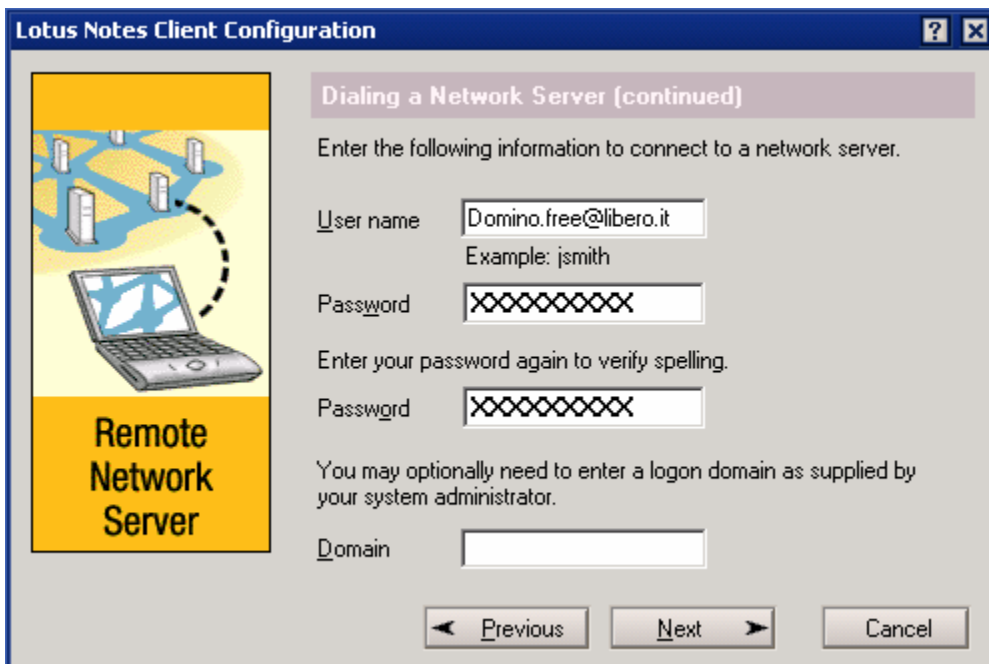 Lotus Notes Client Configuration
Dialing a Network Server (continued)
Enter the following information to connect to a network server.
User name Domino.free@libero.it
Example: jsmith
Password XXXXXXXXX
Enter your password again to verify spelling.
Password XXXXXXXXX
You may optionally need to enter a logon domain as supplied by
your system administrator.
Domain
Remote
Network
Server
Previous Next Cancel